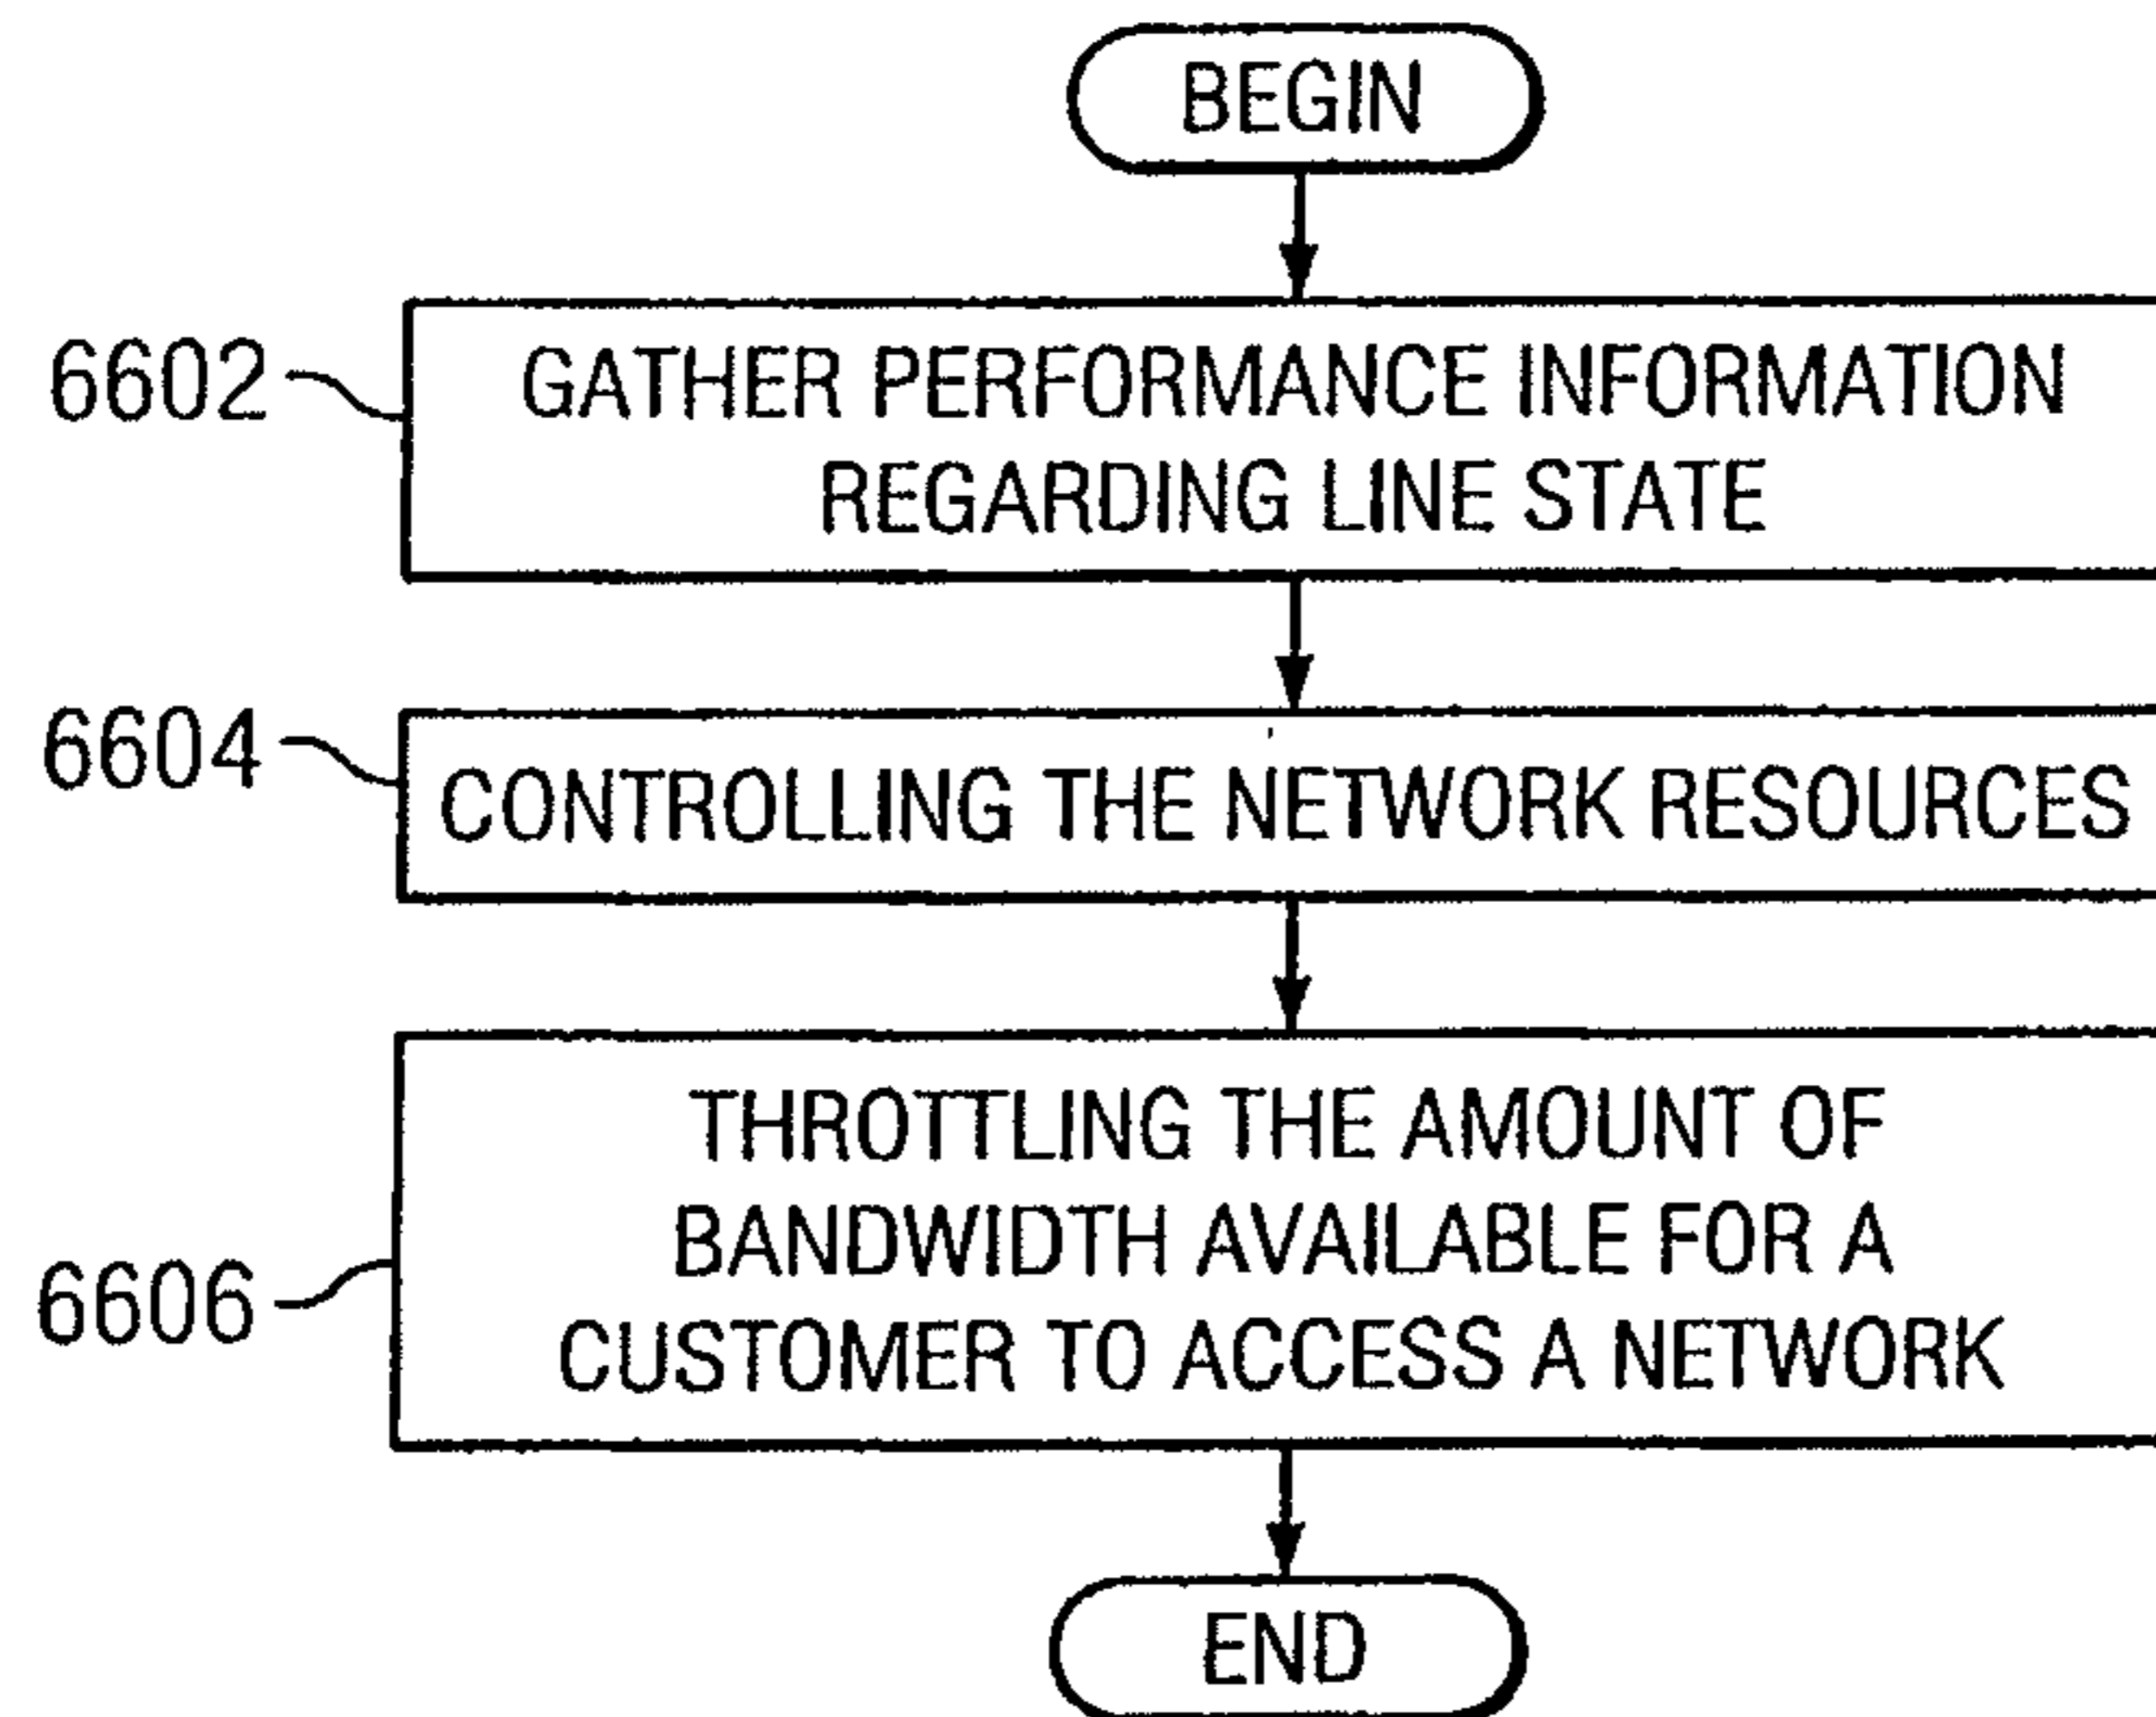 BEGIN
6602
GATHER PERFORMANCE INFORMATION
REGARDING LINE STATE
6604
CONTROLLING THE NETWORK RESOURCES
6606
THROTTLING THE AMOUNT OF
BANDWIDTH AVAILABLE FOR A
CUSTOMER TO ACCESS A NETWORK
END